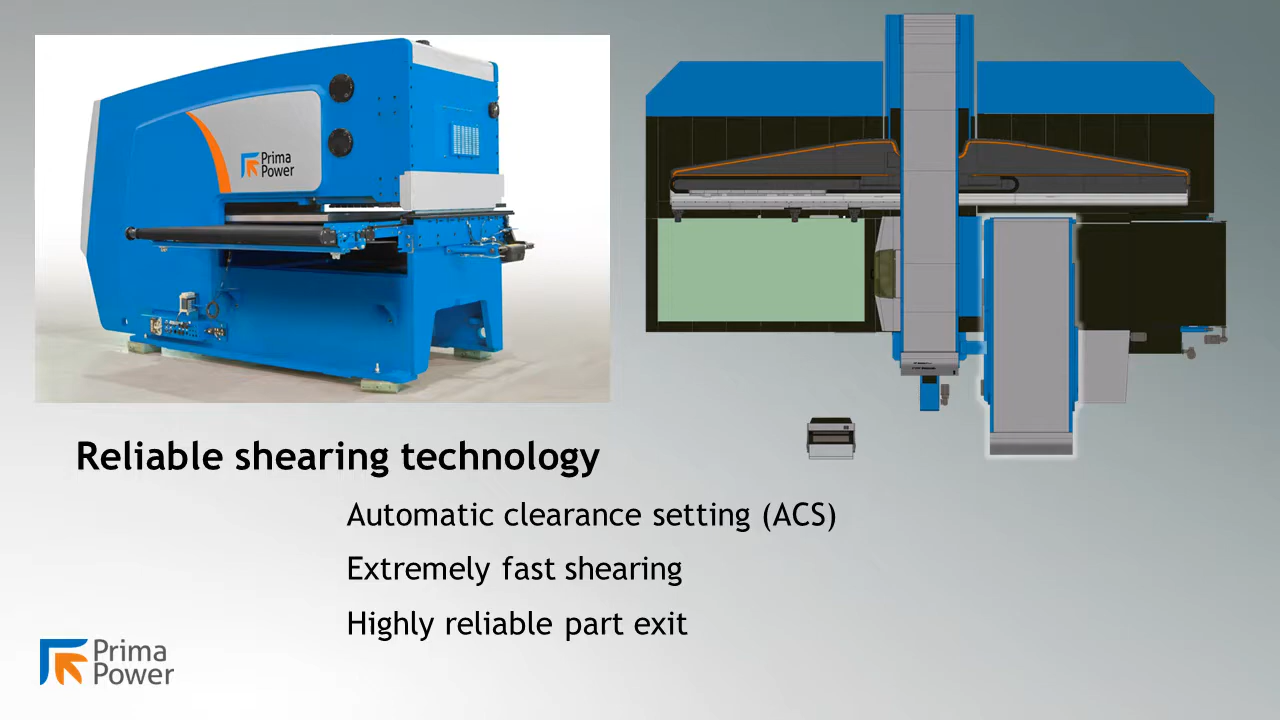 Prima
Power
Reliable shearing technology
Automatic clearance setting (ACS)
Extremely fast shearing
Highly reliable part exit
Prima
Power